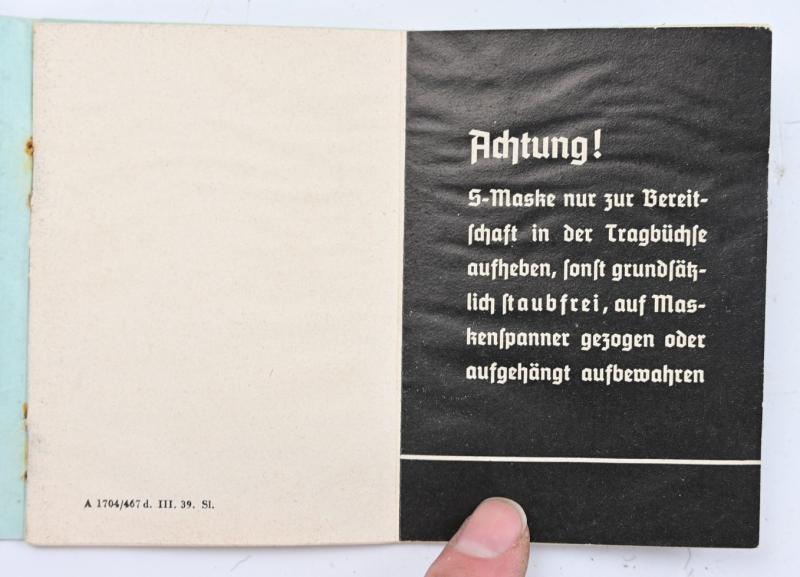 A 1704/467 d. III. 39. Sl.
Achtung!
S-Maske nur zur Bereit-
schaft in der Tragbüchse
aufheben, sonst grundsätz-
lich staubfrei, auf Mas-
kenspanner gezogen oder
aufgehängt aufbewahren